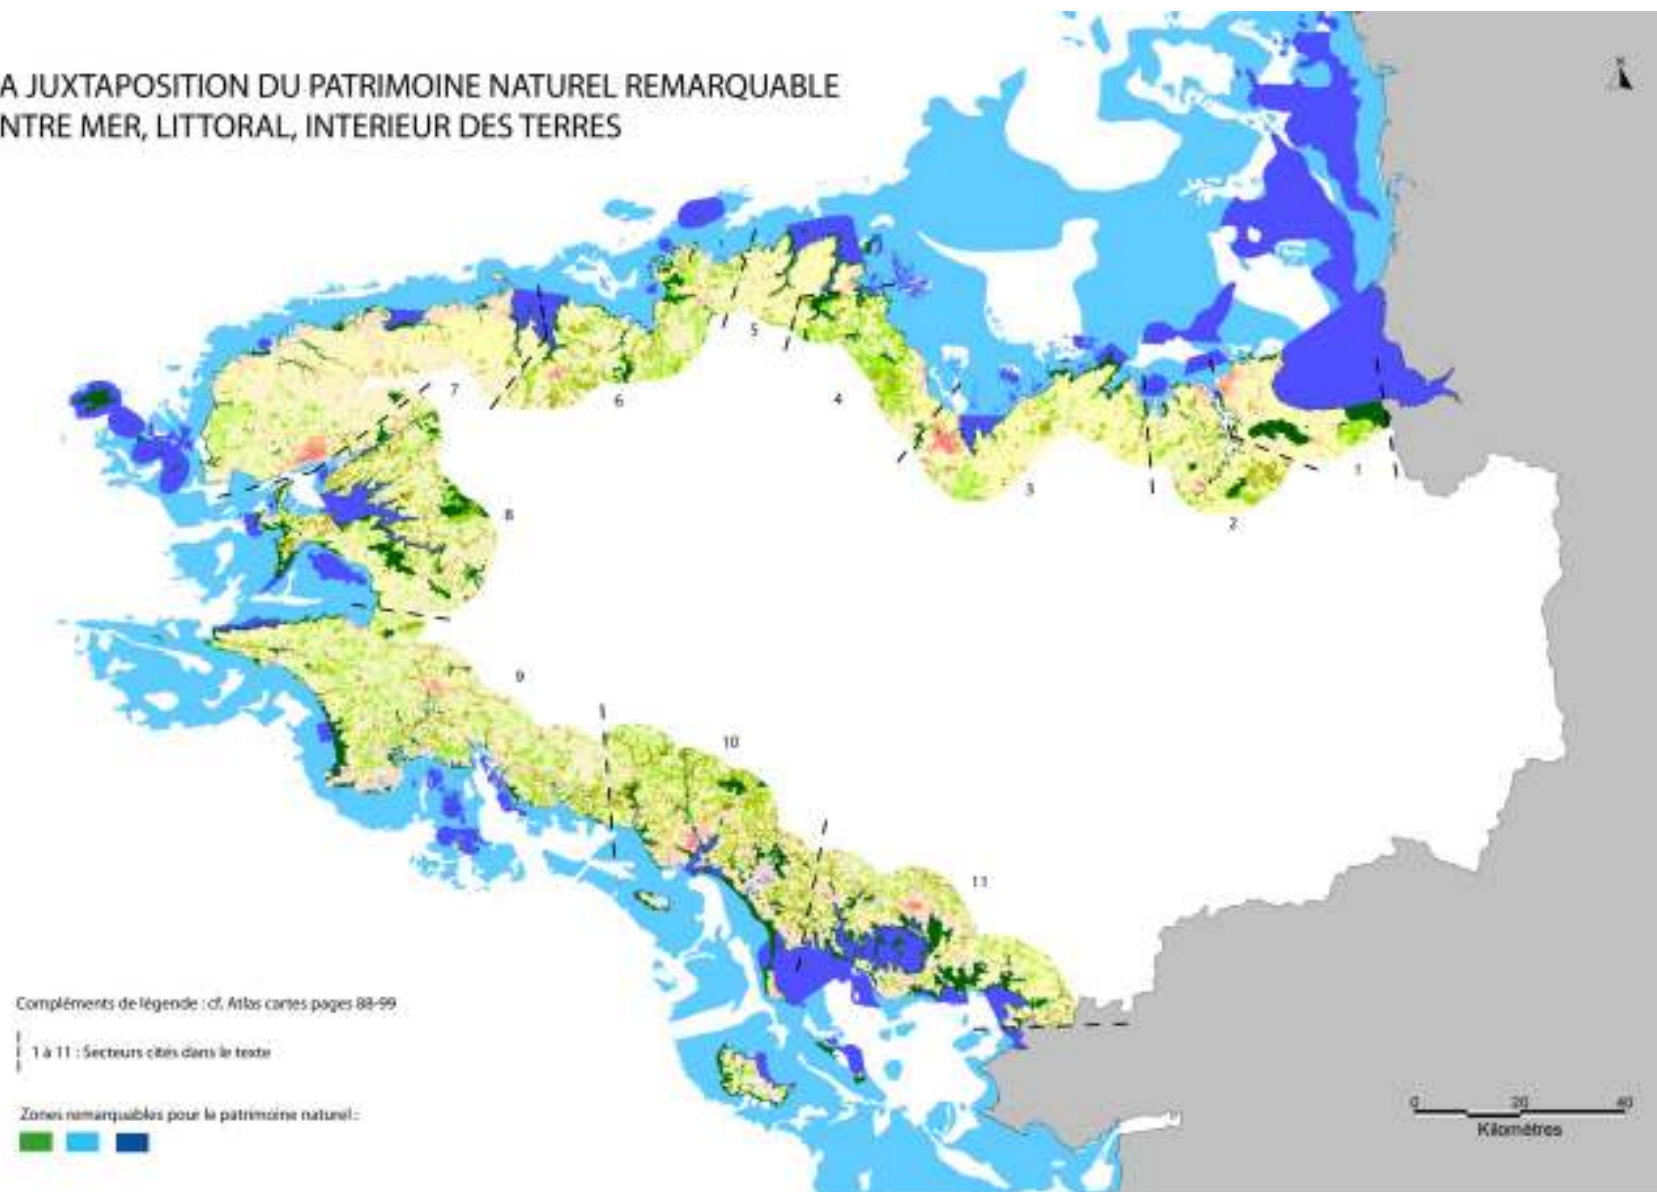 A JUXTAPOSITION DU PATRIMOINE NATUREL REMARQUABLE
NTRE MER, LITTORAL, INTERIEUR DES TERRES
N
5
7
6
4
3
1
2
8
9
10
11
Compléments de légende : cf. Atlas cartes pages 88-99
1 à 11 : Secteurs cités dans le texte
Zones remarquables pour le patrimoine naturel :
0 20 40
Kilomètres